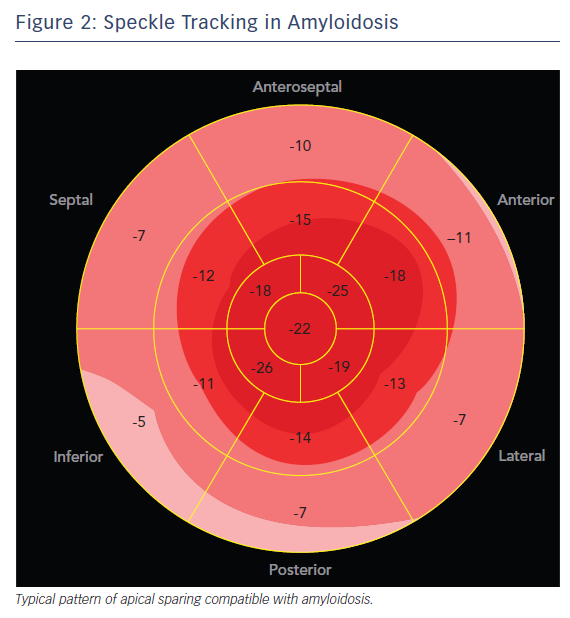 Figure 2: Speckle Tracking in Amyloidosis
Anteroseptal
-10
Septal
Anterior
-7
-15
–11
-12
-18
-18
-25
-22
-26
-19
-11
-13
-5
-7
-14
Inferior
Lateral
-7
Posterior
Typical pattern of apical sparing compatible with amyloidosis.